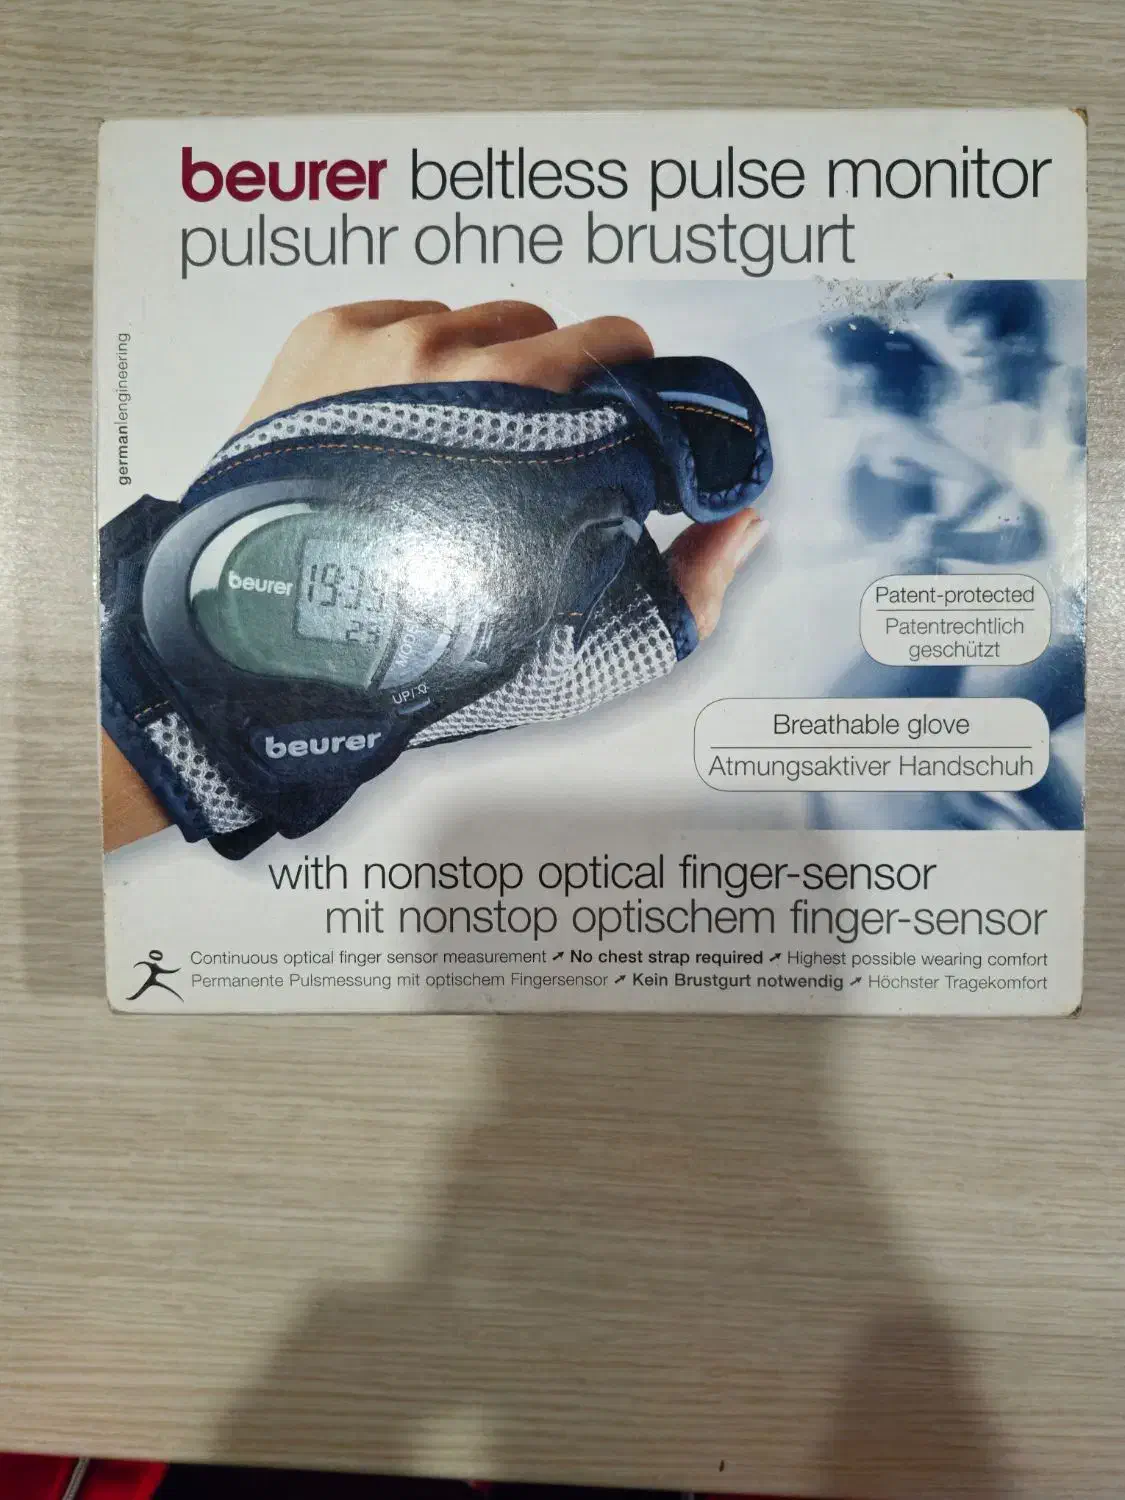 beurer beltless pulse monitor
pulsuhr ohne brustgurt
germanengineering
beurer
MODE
UP/
beurer
Patent-protected
Patentrechtlich
geschützt
Breathable glove
Atmungsaktiver Handschuh
with nonstop optical finger-sensor
mit nonstop optischem finger-sensor
Continuous optical finger sensor measurement ↗ No chest strap required ↗ Highest possible wearing comfort
Permanente Pulsmessung mit optischem Fingersensor ↗ Kein Brustgurt notwendig ↗ Höchster Tragekomfort